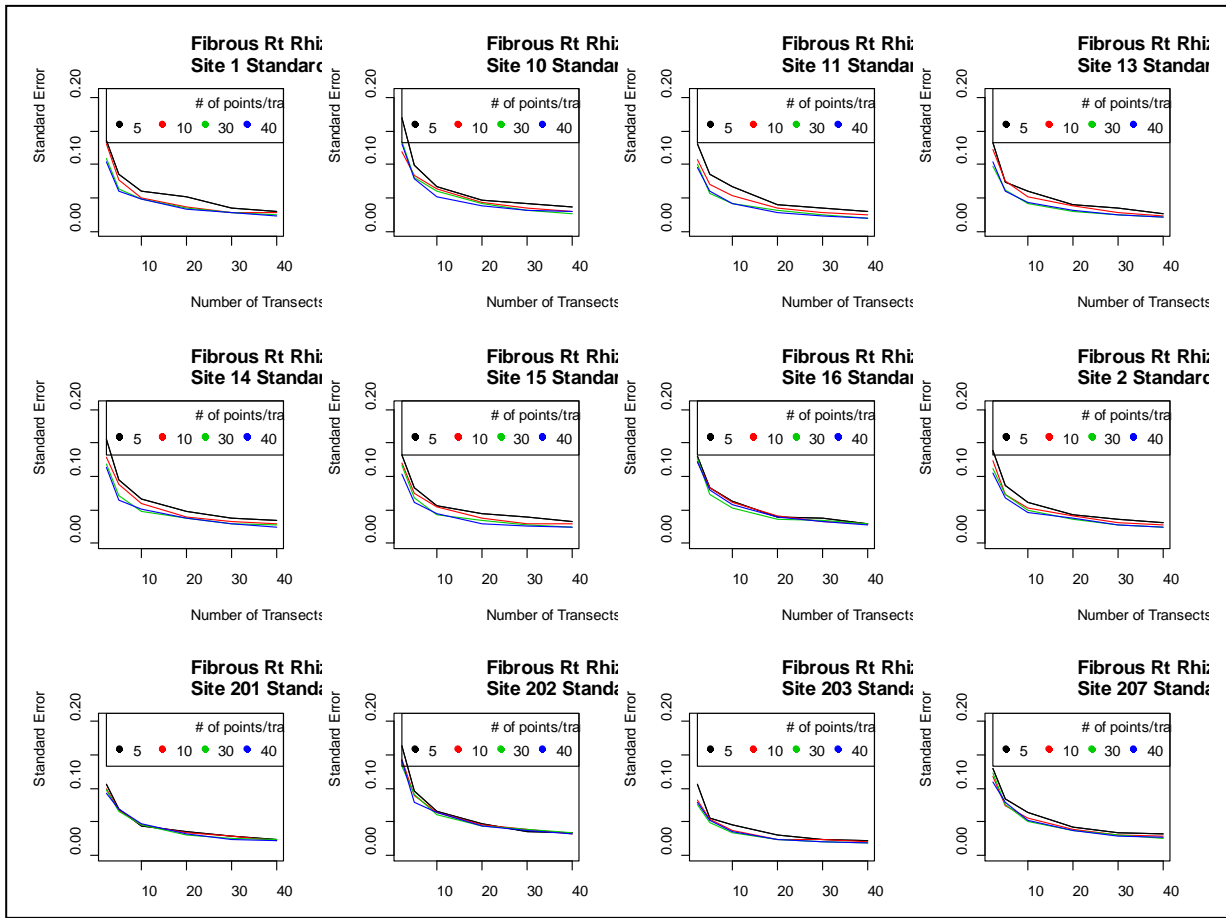 Fibrous Rt Rhiz
Site 1 Standard
Standard Error
0.20
0.10
0.00
# of points/tra
5 10 30 40
10 20 30 40
Number of Transects
Fibrous Rt Rhiz
Site 10 Standar
Standard Error
0.20
0.10
0.00
# of points/tra
5 10 30 40
10 20 30 40
Number of Transects
Fibrous Rt Rhiz
Site 11 Standar
Standard Error
0.20
0.10
0.00
# of points/tra
5 10 30 40
10 20 30 40
Number of Transects
Fibrous Rt Rhiz
Site 13 Standar
Standard Error
0.20
0.10
0.00
# of points/tra
5 10 30 40
10 20 30 40
Number of Transects
Fibrous Rt Rhiz
Site 14 Standar
Standard Error
0.20
0.10
0.00
# of points/tra
5 10 30 40
10 20 30 40
Number of Transects
Fibrous Rt Rhiz
Site 15 Standar
Standard Error
0.20
0.10
0.00
# of points/tra
5 10 30 40
10 20 30 40
Number of Transects
Fibrous Rt Rhiz
Site 16 Standar
Standard Error
0.20
0.10
0.00
# of points/tra
5 10 30 40
10 20 30 40
Number of Transects
Fibrous Rt Rhiz
Site 2 Standard
Standard Error
0.20
0.10
0.00
# of points/tra
5 10 30 40
10 20 30 40
Number of Transects
Fibrous Rt Rhiz
Site 201 Standa
Standard Error
0.20
0.10
0.00
# of points/tra
5 10 30 40
10 20 30 40
Fibrous Rt Rhiz
Site 202 Standa
Standard Error
0.20
0.10
0.00
# of points/tra
5 10 30 40
10 20 30 40
Fibrous Rt Rhiz
Site 203 Standa
Standard Error
0.20
0.10
0.00
# of points/tra
5 10 30 40
10 20 30 40
Fibrous Rt Rhiz
Site 207 Standa
Standard Error
0.20
0.10
0.00
# of points/tra
5 10 30 40
10 20 30 40